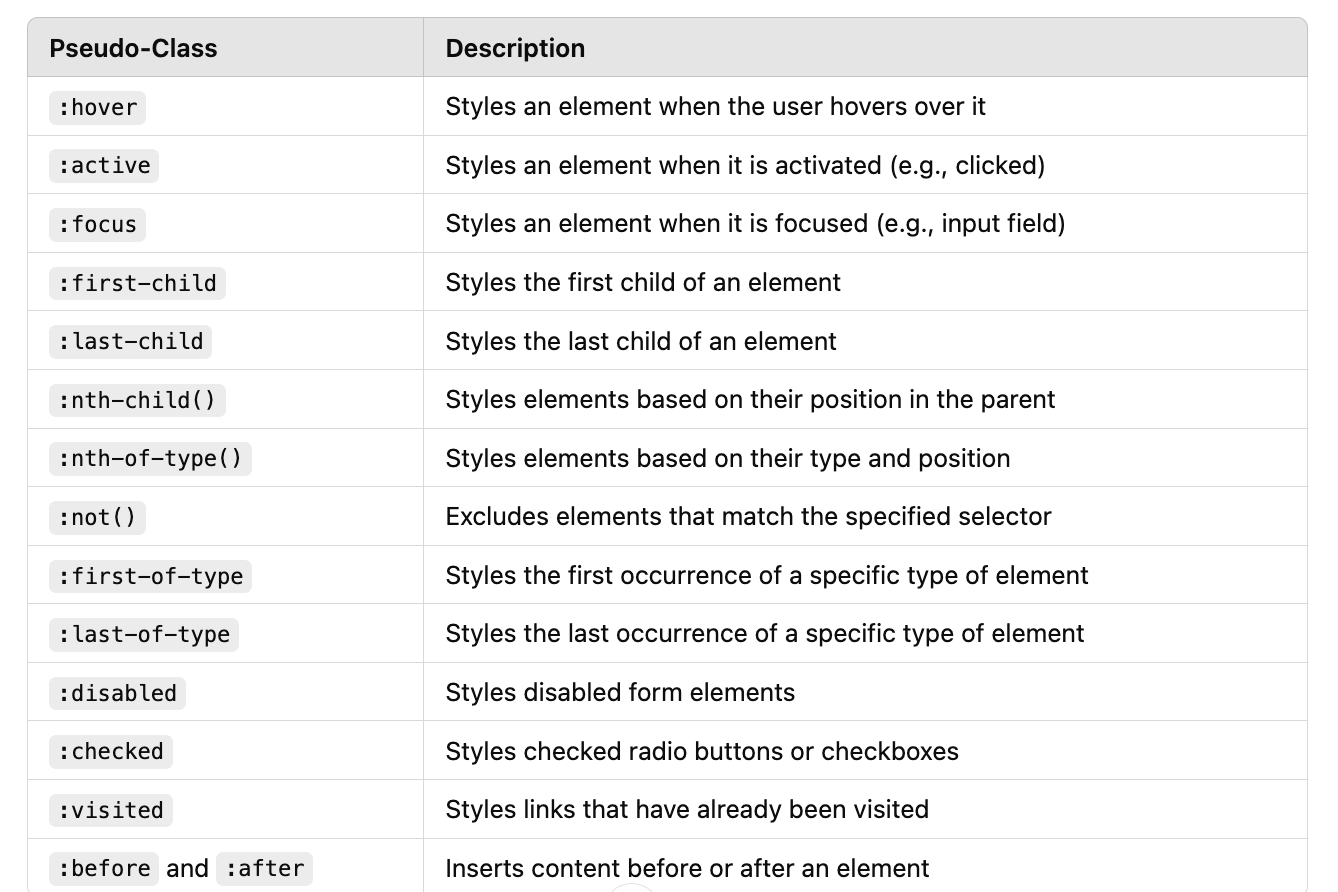 Pseudo-Class Description
:hover Styles an element when the user hovers over it
:active Styles an element when it is activated (e.g., clicked)
:focus Styles an element when it is focused (e.g., input field)
:first-child Styles the first child of an element
:last-child Styles the last child of an element
:nth-child() Styles elements based on their position in the parent
:nth-of-type() Styles elements based on their type and position
:not() Excludes elements that match the specified selector
:first-of-type Styles the first occurrence of a specific type of element
:last-of-type Styles the last occurrence of a specific type of element
:disabled Styles disabled form elements
:checked Styles checked radio buttons or checkboxes
:visited Styles links that have already been visited
:before and :after Inserts content before or after an element